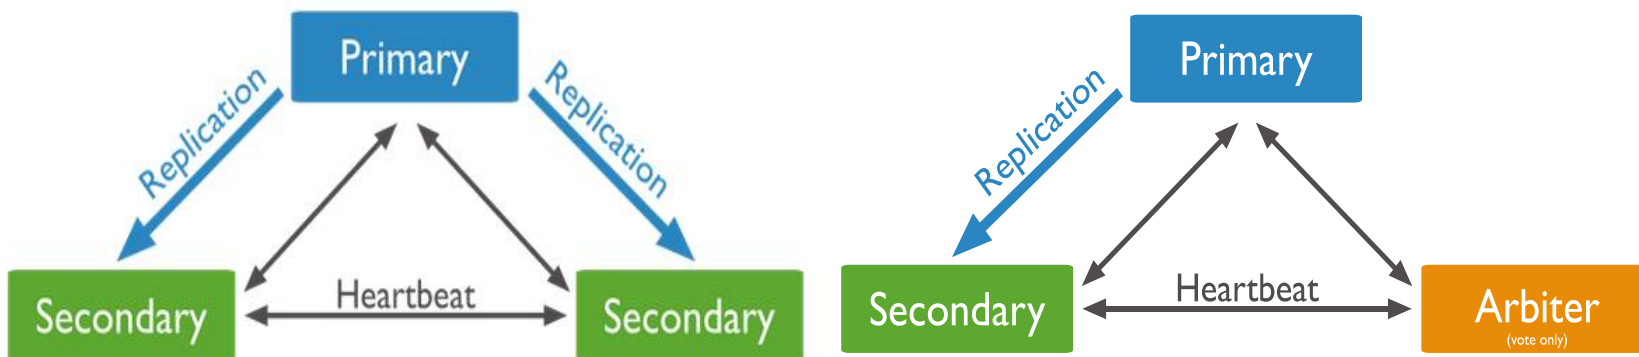 Primary
Replication
Replication
Secondary
Heartbeat
Secondary
Primary
Replication
Secondary
Heartbeat
Arbiter
(vote only)